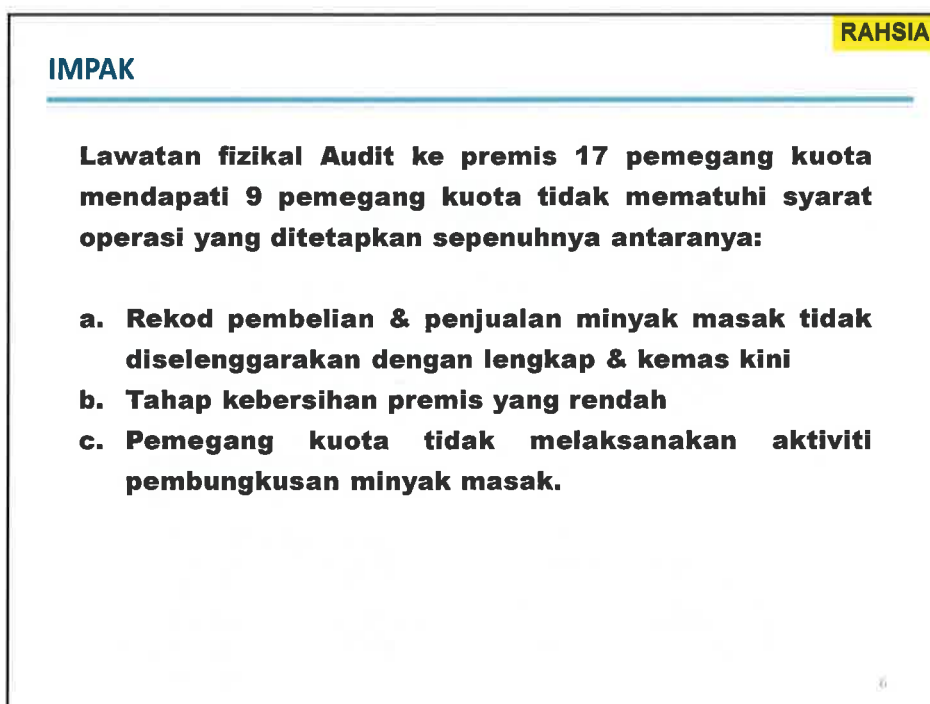 RAHSIA
IMPAK
Lawatan fizikal Audit ke premis 17 pemegang kuota
mendapati 9 pemegang kuota tidak mematuhi syarat
operasi yang ditetapkan sepenuhnya antaranya:
a. Rekod pembelian & penjualan minyak masak tidak
diselenggarakan dengan lengkap & kemas kini
b. Tahap kebersihan premis yang rendah
c. Pemegang kuota tidak melaksanakan aktiviti
pembungkusan minyak masak.
6